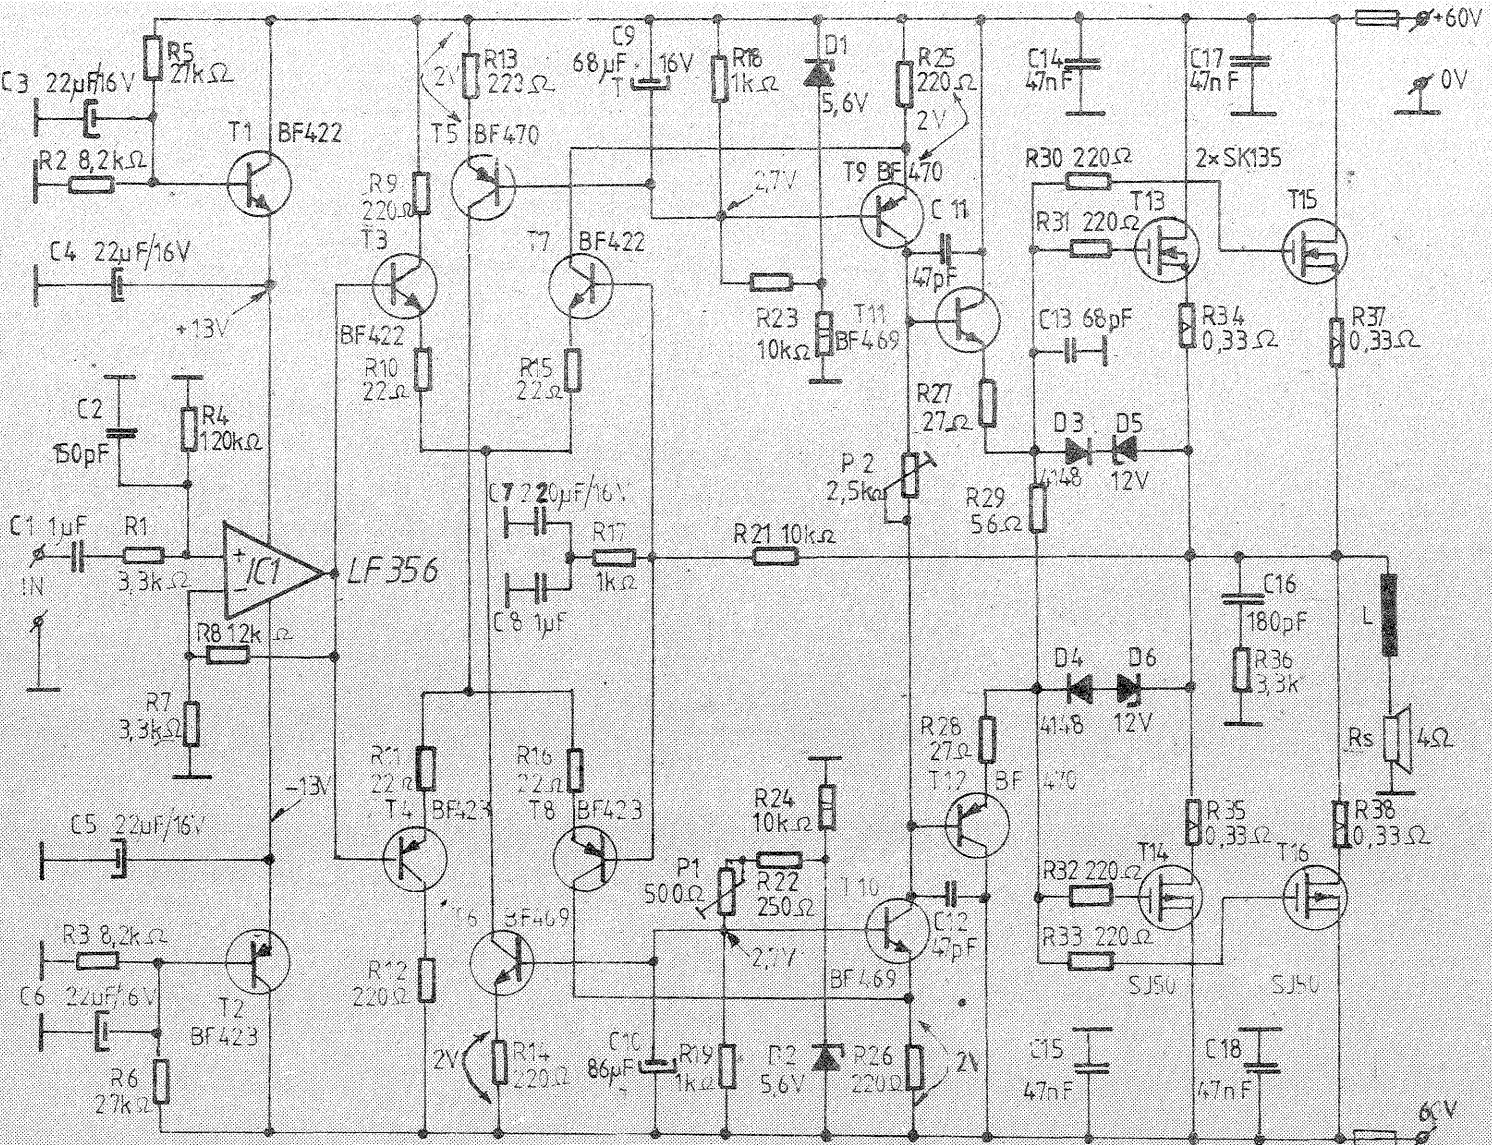 +60V
0V
R5
27kΩ
C3 22µF/16V
R2 8,2kΩ
T1 BF422
C4 22µF/16V
+13V
R13
223Ω
2V
T5 BF470
C9
68µF
T
16V
R18
1kΩ
D1
5,6V
R25
220Ω
2V
C14
47nF
C17
47nF
R9
220Ω
T3
BF422
R10
22Ω
T7 BF422
R15
22Ω
2,7V
T9 BF470
C11
47pF
R23
10kΩ
T11
BF469
R27
27Ω
R30 220Ω
2×SK135
R31 220Ω
T13
T15
C13 68pF
R34
0,33Ω
R37
0,33Ω
D3
D5
4148
12V
C2
150pF
R4
120kΩ
C1 1µF
R1
3,3kΩ
IN
+
−
IC1
LF356
R8 12kΩ
R7
3,3kΩ
C7 220µF/16V
R17
1kΩ
C8 1µF
R21 10kΩ
P2
2,5kΩ
R29
56Ω
C16
180pF
R36
3,3k
L
Rs
4Ω
D4
D6
4148
12V
R28
27Ω
T12 BF 470
R11
22Ω
T4 BF423
R16
22Ω
T8 BF423
-13V
C5 22µF/16V
R24
10kΩ
P1
500Ω
R22
250Ω
T10
BF469
C12
47pF
R35
0,33Ω
R38
0,33Ω
R32 220Ω
T14
T16
R33 220Ω
SJ50
SJ50
R3 8,2kΩ
C6
T2
BF423
R6
27kΩ
R12
220Ω
BF469
2V
R14
220Ω
C10
86µF
R19
1kΩ
D2
5,6V
R26
220Ω
2V
C15
47nF
C18
47nF